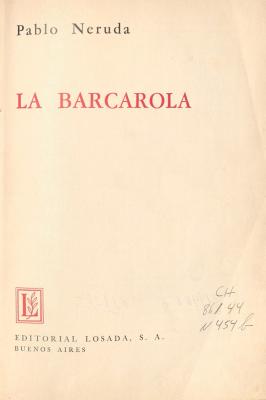 Pablo Neruda
LA BARCAROLA
L
EDITORIAL LOSADA, S. A.
BUENOS AIRES
CH
861.44
N454b